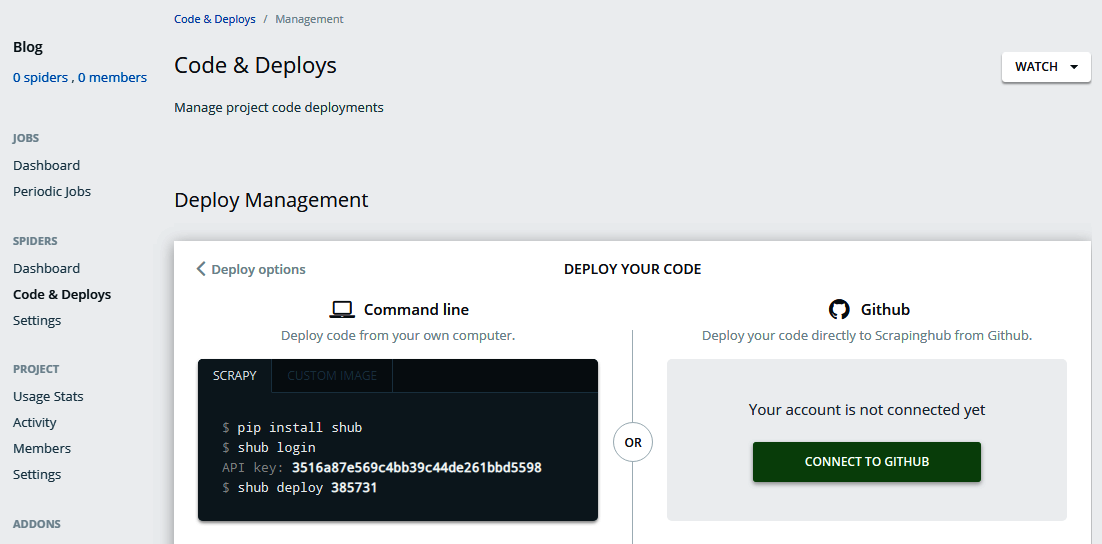 Code & Deploys / Management
Blog
0 spiders , 0 members
Code & Deploys
WATCH
Manage project code deployments
JOBS
Dashboard
Periodic Jobs
Deploy Management
SPIDERS
Dashboard
Code & Deploys
Settings
PROJECT
Usage Stats
Activity
Members
Settings
ADDONS
Deploy options
DEPLOY YOUR CODE
Command line
Deploy code from your own computer.
SCRAPY
CUSTOM IMAGE
$ pip install shub
$ shub login
API key: 3516a87e569c4bb39c44de261bbd5598
$ shub deploy 385731
OR
Github
Deploy your code directly to Scrapinghub from Github.
Your account is not connected yet
CONNECT TO GITHUB